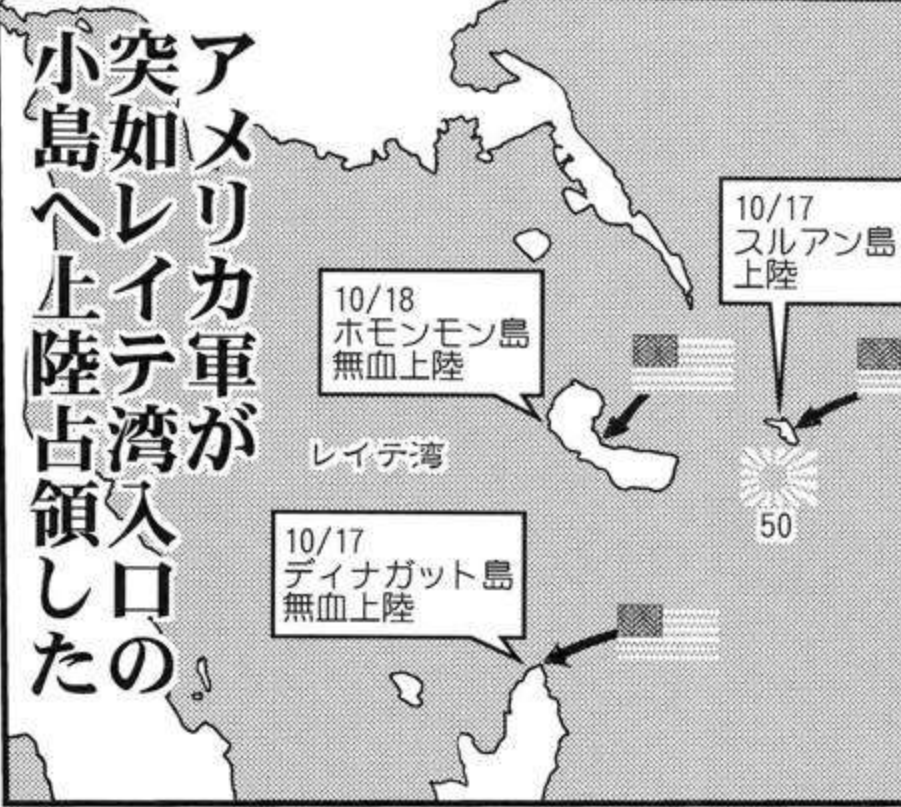 アメリカ軍が
突如レイテ湾入口の
小島へ上陸占領した
10/17
スルアン島
上陸
10/18
ホモンモン島
無血上陸
レイテ湾
50
10/17
ディナガット島
無血上陸